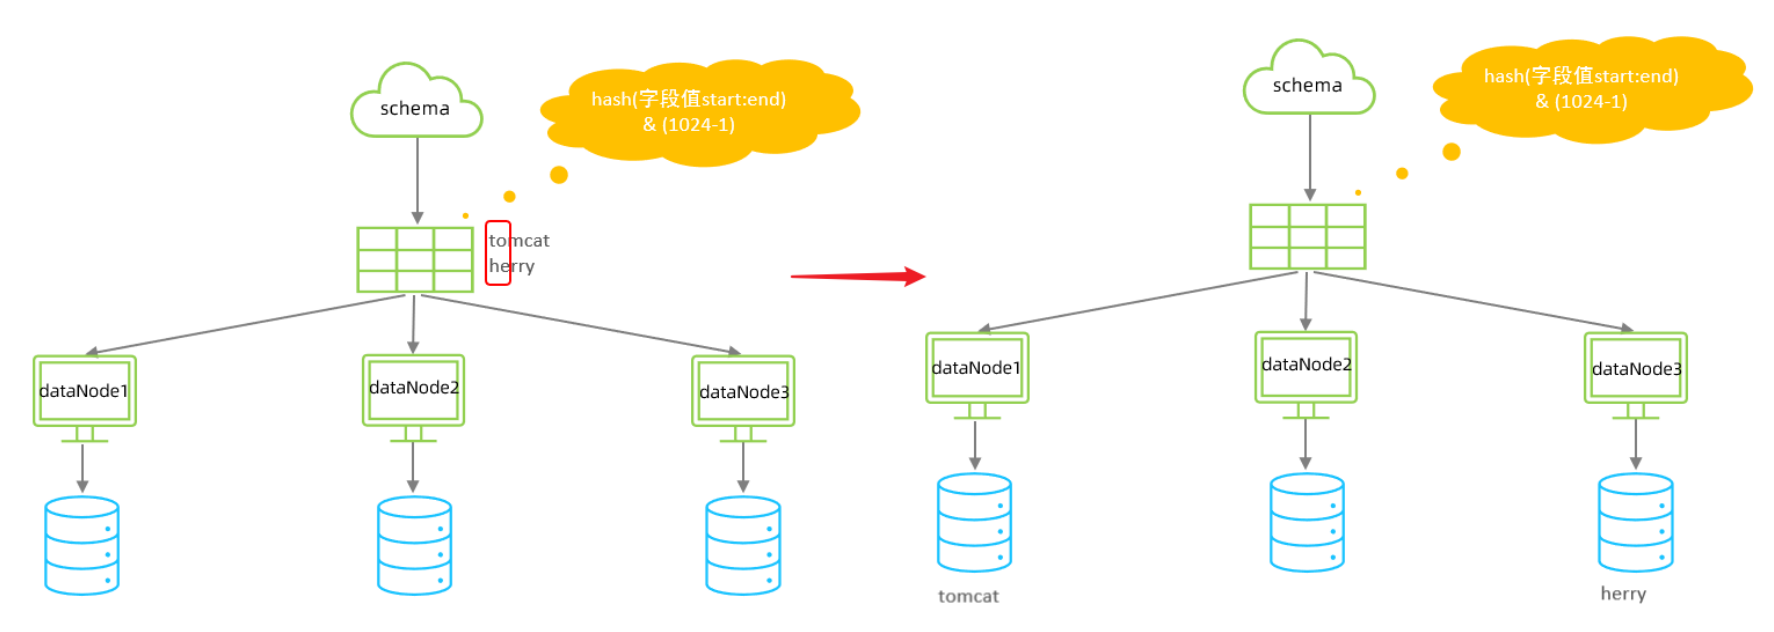 schema
hash(字段值start:end)
& (1024-1)
tomcat
herry
dataNode1
dataNode2
dataNode3
schema
hash(字段值start:end)
& (1024-1)
dataNode1
dataNode2
dataNode3
tomcat
herry